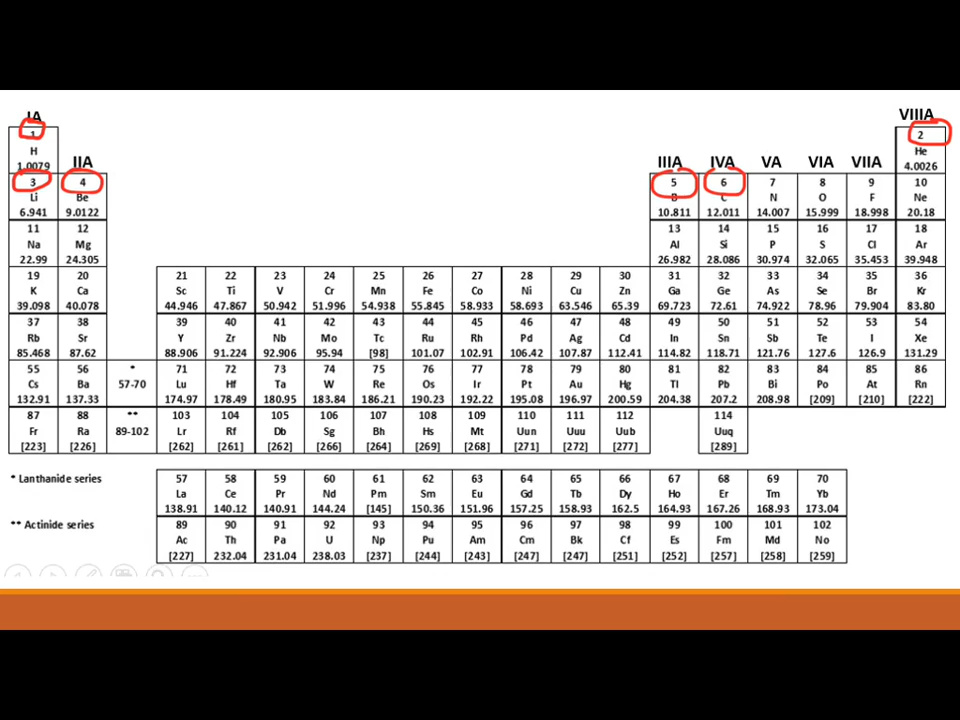 IA VIIIA
1 2
H He
1.0079 IIA IIIA IVA VA VIA VIIA 4.0026
3 4 5 6 7 8 9 10
Li Be B C N O F Ne
6.941 9.0122 10.811 12.011 14.007 15.999 18.998 20.18
11 12 13 14 15 16 17 18
Na Mg Al Si P S Cl Ar
22.99 24.305 26.982 28.086 30.974 32.065 35.453 39.948
19 20 21 22 23 24 25 26 27 28 29 30 31 32 33 34 35 36
K Ca Sc Ti V Cr Mn Fe Co Ni Cu Zn Ga Ge As Se Br Kr
39.098 40.078 44.946 47.867 50.942 51.996 54.938 55.845 58.933 58.693 63.546 65.39 69.723 72.61 74.922 78.96 79.904 83.80
37 38 39 40 41 42 43 44 45 46 47 48 49 50 51 52 53 54
Rb Sr Y Zr Nb Mo Tc Ru Rh Pd Ag Cd In Sn Sb Te I Xe
85.468 87.62 88.906 91.224 92.906 95.94 [98] 101.07 102.91 106.42 107.87 112.41 114.82 118.71 121.76 127.6 126.9 131.29
55 56 * 71 72 73 74 75 76 77 78 79 80 81 82 83 84 85 86
Cs Ba 57-70 Lu Hf Ta W Re Os Ir Pt Au Hg Tl Pb Bi Po At Rn
132.91 137.33 174.97 178.49 180.95 183.84 186.21 190.23 192.22 195.08 196.97 200.59 204.38 207.2 208.98 [209] [210] [222]
87 88 ** 103 104 105 106 107 108 109 110 111 112 114
Fr Ra 89-102 Lr Rf Db Sg Bh Hs Mt Uun Uuu Uub Uuq
[223] [226] [262] [261] [262] [266] [264] [269] [268] [271] [272] [277] [289]
* Lanthanide series 57 58 59 60 61 62 63 64 65 66 67 68 69 70
La Ce Pr Nd Pm Sm Eu Gd Tb Dy Ho Er Tm Yb
138.91 140.12 140.91 144.24 [145] 150.36 151.96 157.25 158.93 162.5 164.93 167.26 168.93 173.04
** Actinide series 89 90 91 92 93 94 95 96 97 98 99 100 101 102
Ac Th Pa U Np Pu Am Cm Bk Cf Es Fm Md No
[227] 232.04 231.04 238.03 [237] [244] [243] [247] [247] [251] [252] [257] [258] [259]